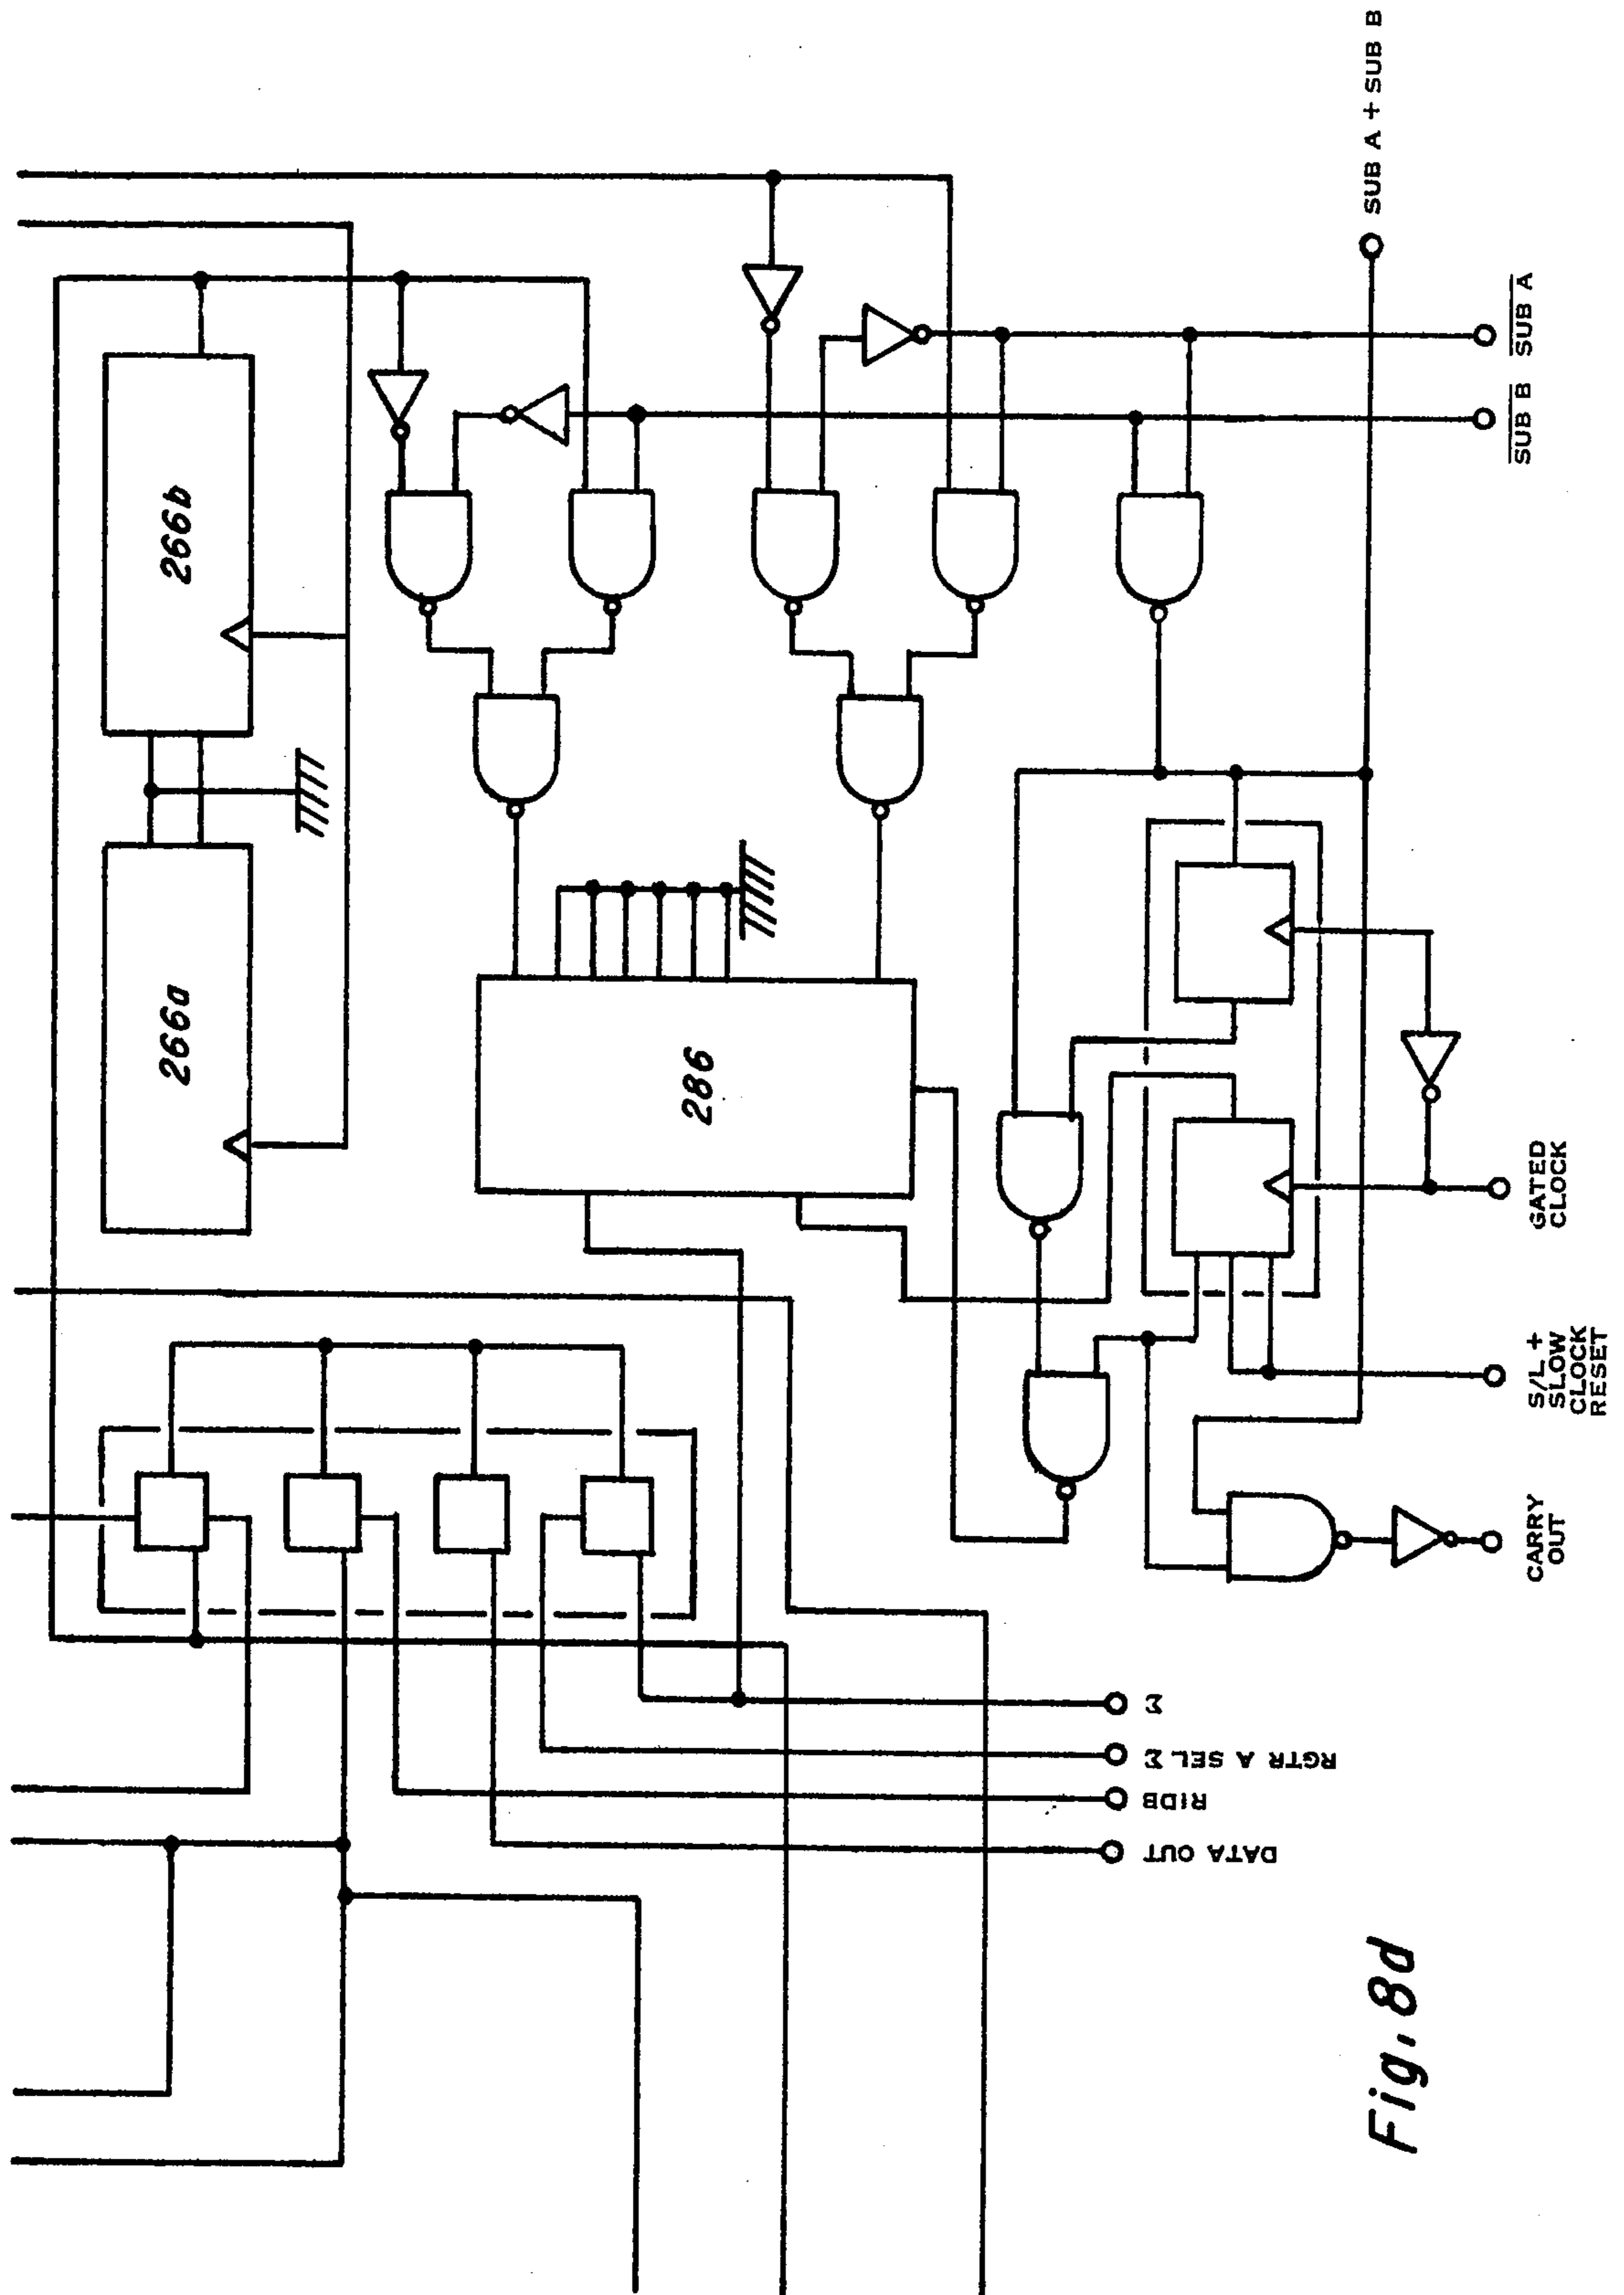 266b
266a
286
SUB A + SUB B
SUB A
SUB B
GATED
CLOCK
S/L +
SLOW
CLOCK
RESET
CARRY
OUT
Σ
RGTR A SEL Σ
RIDB
DATA OUT
Fig. 8d